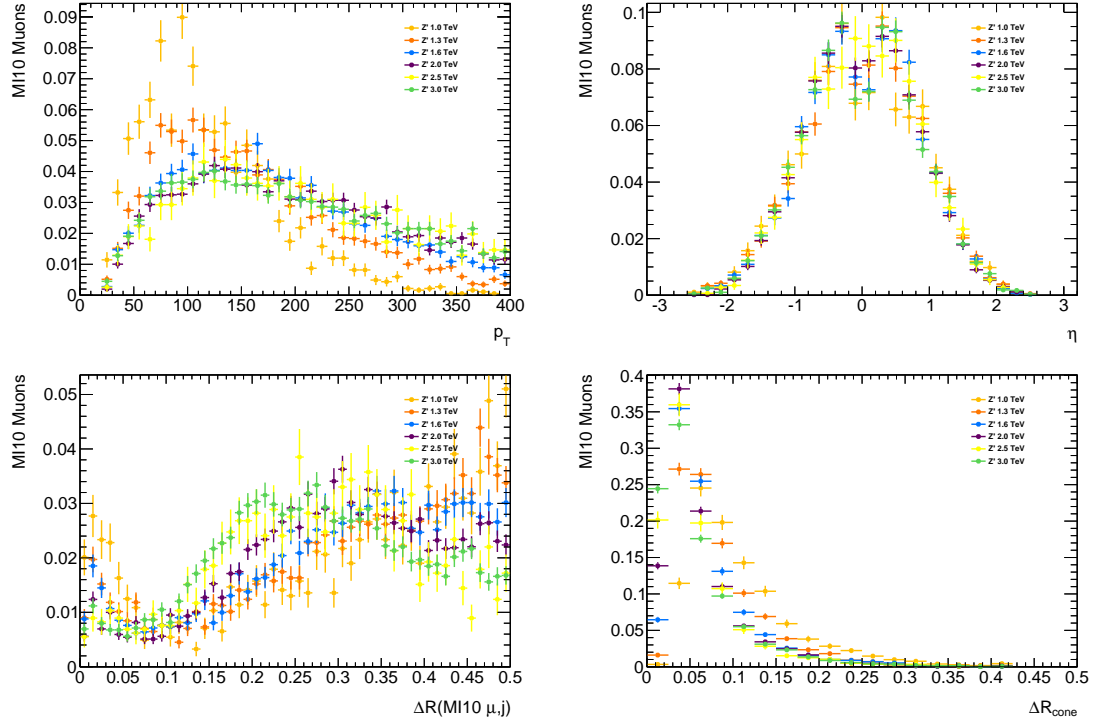 MI10 Muons
0.09
0.08
0.07
0.06
0.05
0.04
0.03
0.02
0.01
0
0 50 100 150 200 250 300 350 400
p_T
Z' 1.0 TeV
Z' 1.3 TeV
Z' 1.6 TeV
Z' 2.0 TeV
Z' 2.5 TeV
Z' 3.0 TeV
MI10 Muons
0.1
0.08
0.06
0.04
0.02
0
-3 -2 -1 0 1 2 3
η
Z' 1.0 TeV
Z' 1.3 TeV
Z' 1.6 TeV
Z' 2.0 TeV
Z' 2.5 TeV
Z' 3.0 TeV
MI10 Muons
0.05
0.04
0.03
0.02
0.01
0
0 0.05 0.1 0.15 0.2 0.25 0.3 0.35 0.4 0.45 0.5
ΔR(MI10 μ,j)
Z' 1.0 TeV
Z' 1.3 TeV
Z' 1.6 TeV
Z' 2.0 TeV
Z' 2.5 TeV
Z' 3.0 TeV
MI10 Muons
0.4
0.35
0.3
0.25
0.2
0.15
0.1
0.05
0
0 0.05 0.1 0.15 0.2 0.25 0.3 0.35 0.4 0.45 0.5
ΔR_cone
Z' 1.0 TeV
Z' 1.3 TeV
Z' 1.6 TeV
Z' 2.0 TeV
Z' 2.5 TeV
Z' 3.0 TeV